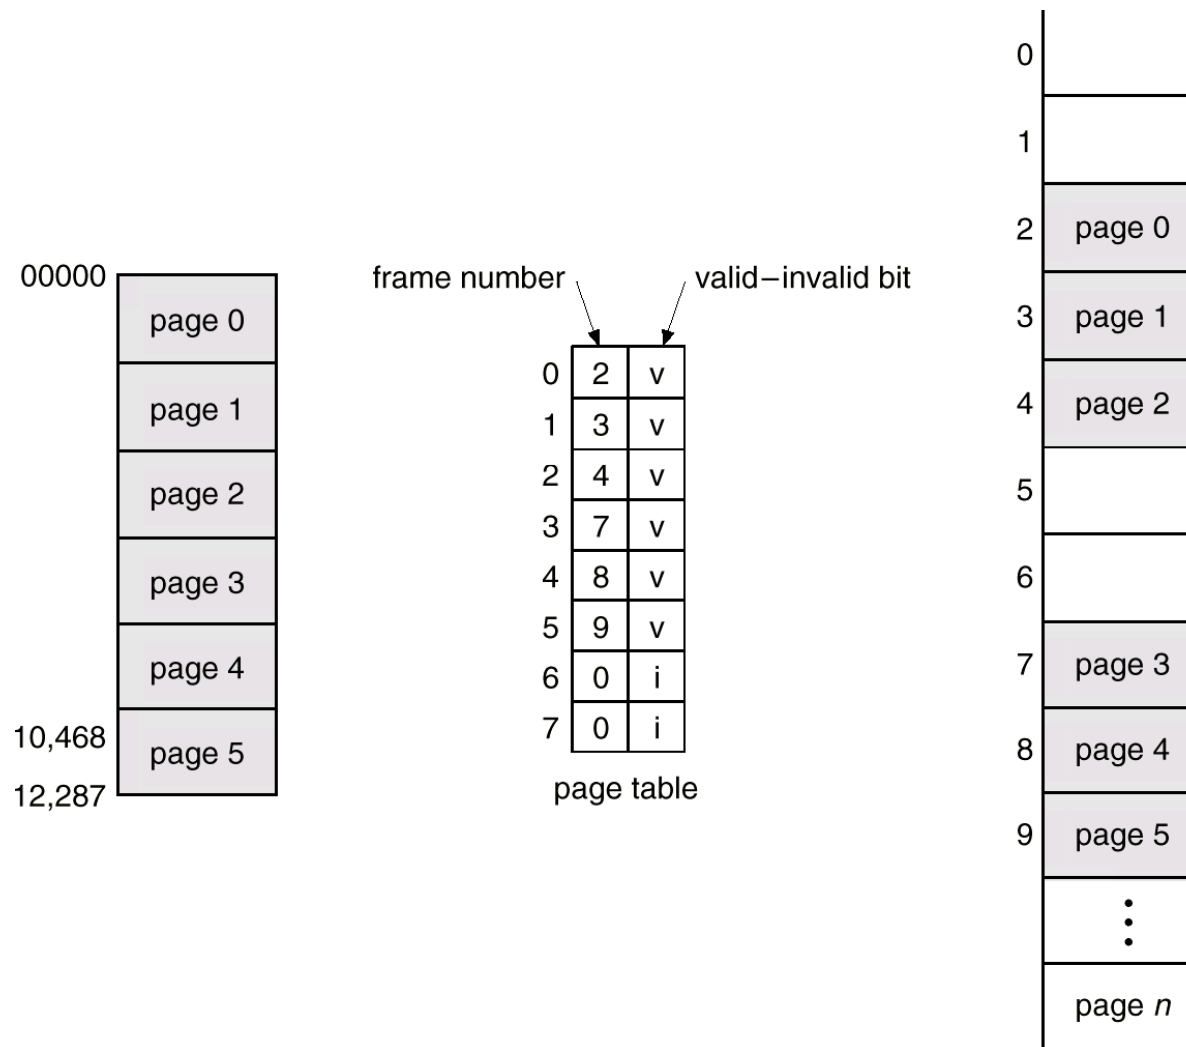 00000
page 0
page 1
page 2
page 3
page 4
10,468
page 5
12,287
frame number
valid–invalid bit
0 2 v
1 3 v
2 4 v
3 7 v
4 8 v
5 9 v
6 0 i
7 0 i
page table
0
1
2 page 0
3 page 1
4 page 2
5
6
7 page 3
8 page 4
9 page 5
page n